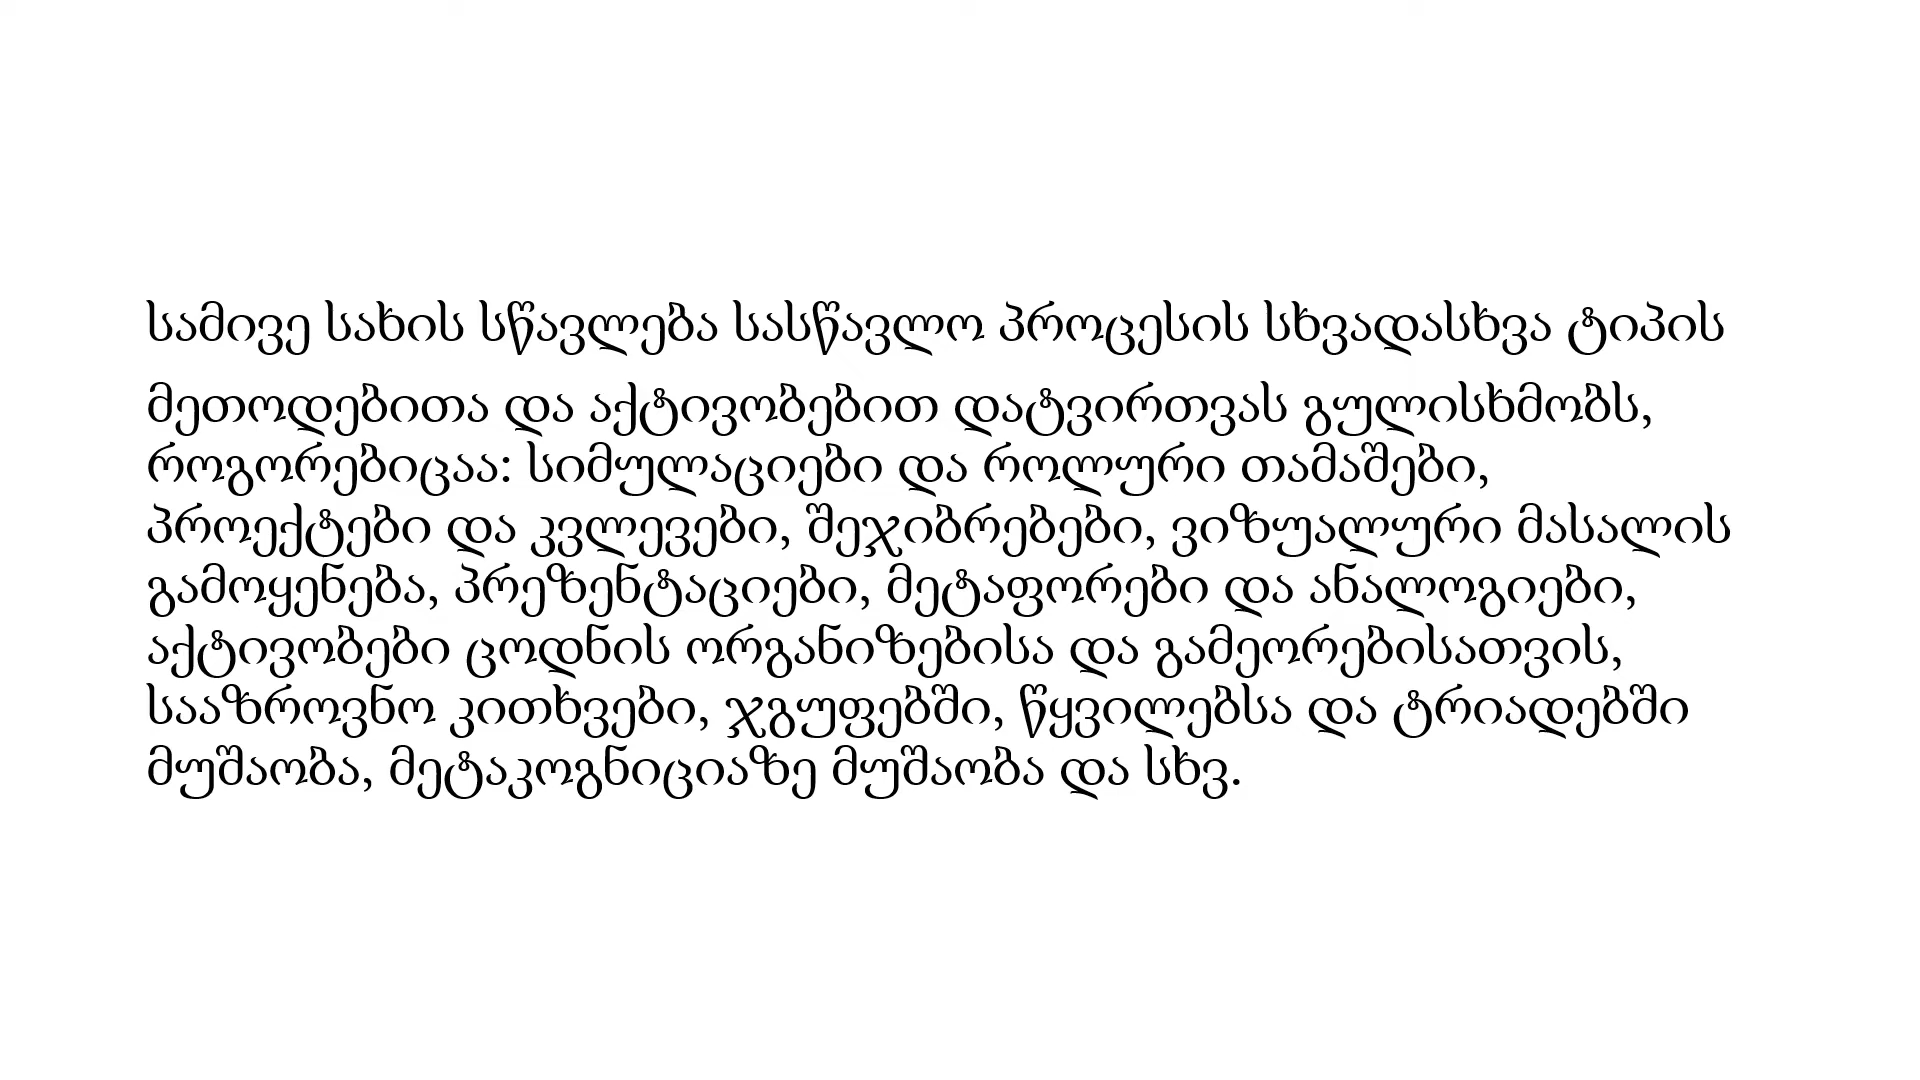 სამივე სახის სწავლება სასწავლო პროცესის სხვადასხვა ტიპის
მეთოდებითა და აქტივობებით დატვირთვას გულისხმობს,
როგორებიცაა: სიმულაციები და როლური თამაშები,
პროექტები და კვლევები, შეჯიბრებები, ვიზუალური მასალის
გამოყენება, პრეზენტაციები, მეტაფორები და ანალოგიები,
აქტივობები ცოდნის ორგანიზებისა და გამეორებისათვის,
სააზროვნო კითხვები, ჯგუფებში, წყვილებსა და ტრიადებში
მუშაობა, მეტაკოგნიციაზე მუშაობა და სხვ.